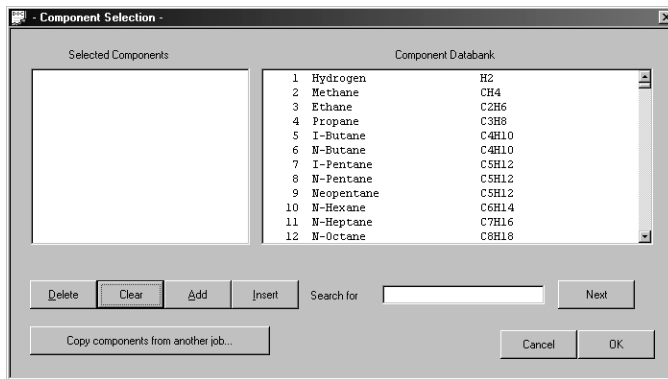 - Component Selection -
Selected Components
Component Databank
1 Hydrogen H2
2 Methane CH4
3 Ethane C2H6
4 Propane C3H8
5 I-Butane C4H10
6 N-Butane C4H10
7 I-Pentane C5H12
8 N-Pentane C5H12
9 Neopentane C5H12
10 N-Hexane C6H14
11 N-Heptane C7H16
12 N-Octane C8H18
Delete Clear Add Insert Search for Next
Copy components from another job... Cancel OK